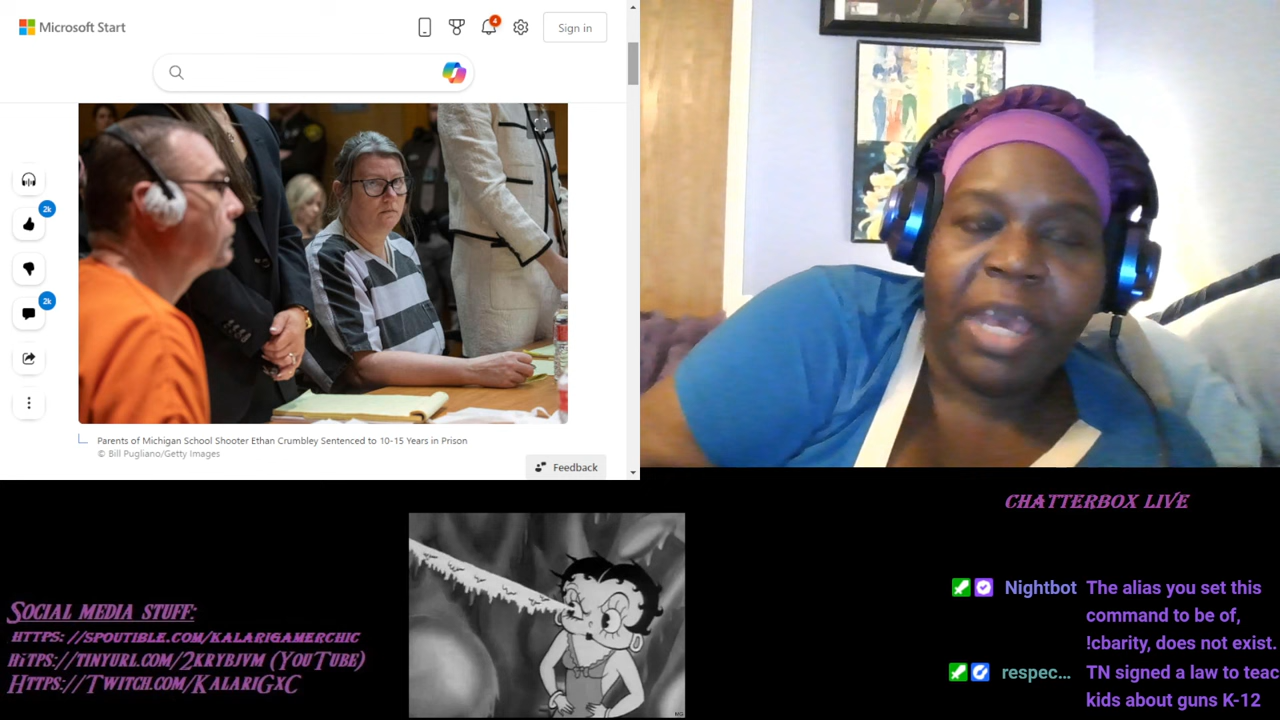 Microsoft Start
4
Sign in
2k
2k
Parents of Michigan School Shooter Ethan Crumbley Sentenced to 10-15 Years in Prison
© Bill Pugliano/Getty Images
Feedback
CHATTERBOX LIVE
Nightbot The alias you set this
command to be of,
!cbarity, does not exist.
respec... TN signed a law to teac
kids about guns K-12
SOCIAL MEDIA STUFF:
HTTPS://SPOUTIBLE.COM/KALARIGAMERCHIC
HTTPS://TINYURL.COM/2KRYBJVM (YOUTUBE)
HTTPS://TWITCH.COM/KALARIGXC